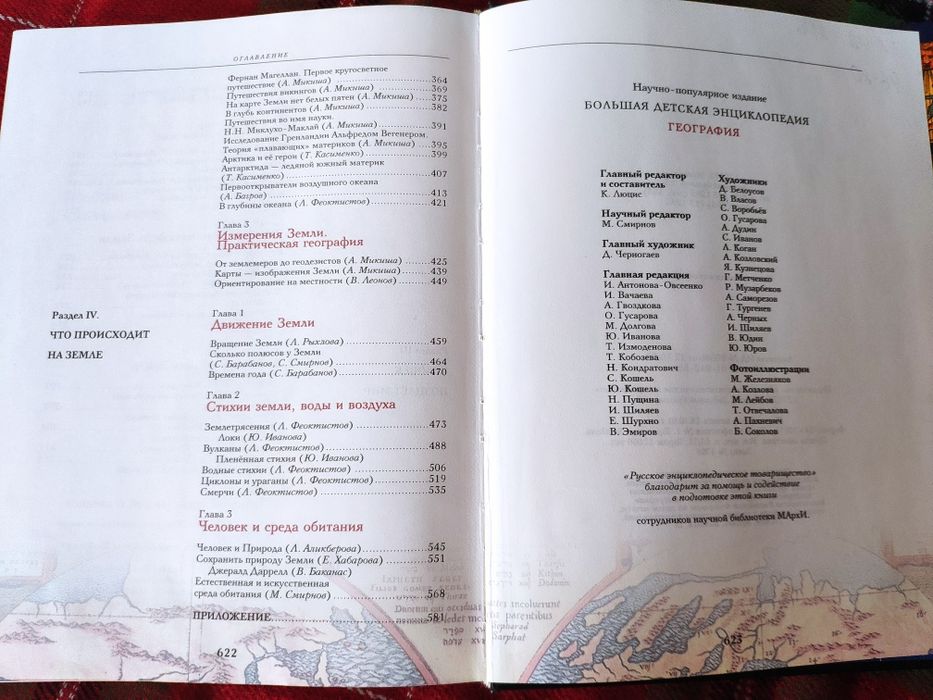 ОГЛАВЛЕНИЕ
Фернан Магеллан. Первое кругосветное
путешествие (А. Микиша)..................364
Путешествия викингов (А. Микиша)..........369
На карте Земли нет белых пятен (А. Микиша)....375
В глубь континентов (А. Микиша)............382
Путешествия во имя науки.
Н.Н. Миклухо-Маклай (А. Микиша)............391
Исследование Гренландии Альфредом Вегенером.
Теория «плавающих» материков (А. Микиша)....395
Арктика и её герои (Т. Касименко)..............399
Антарктида — ледяной южный материк
(Т. Касименко)..............................407
Первооткрыватели воздушного океана
(А. Багров)..................................413
В глубины океана (Л. Феоктистов)..............421
Глава 3
Измерения Земли.
Практическая география
От землемеров до геодезистов (А. Микиша)......425
Карты — изображения Земли (А. Микиша)........439
Ориентирование на местности (В. Леонов)........449
Раздел IV.
ЧТО ПРОИСХОДИТ
НА ЗЕМЛЕ
Глава 1
Движение Земли
Вращение Земли (Л. Рыхлова)..................459
Сколько полюсов у Земли
(С. Барабанов, С. Смирнов)....................464
Времена года (С. Барабанов)....................470
Глава 2
Стихии земли, воды и воздуха
Землетрясения (Л. Феоктистов)..................473
Локи (Ю. Иванова)
Вулканы (Л. Феоктистов)........................488
Пленённая стихия (Ю. Иванова)
Водные стихии (Л. Феоктистов)..................506
Циклоны и ураганы (Л. Феоктистов)..............519
Смерчи (Л. Феоктистов)........................535
Глава 3
Человек и среда обитания
Человек и Природа (Л. Аликберова)..............545
Сохранить природу Земли (Е. Хабарова)..........551
Джеральд Даррелл (В. Баканас)
Естественная и искусственная
среда обитания (М. Смирнов)....................568
ПРИЛОЖЕНИЕ..................................581
622
Научно-популярное издание
БОЛЬШАЯ ДЕТСКАЯ ЭНЦИКЛОПЕДИЯ
ГЕОГРАФИЯ
Главный редактор
и составитель
К. Люцис
Научный редактор
М. Смирнов
Главный художник
Д. Черногаев
Главная редакция
И. Антонова-Овсеенко
И. Вачаева
А. Гвоздкова
О. Гусарова
М. Долгова
Ю. Иванова
Т. Измоденова
Т. Кобозева
Н. Кондратович
С. Кошель
Ю. Кошель
Н. Пущина
И. Шиляев
Е. Шурхно
В. Эмиров
Художники
Д. Белоусов
В. Власов
С. Воробьёв
О. Гусарова
А. Дудин
С. Иванов
Л. Коган
А. Козловский
Я. Кузнецова
Г. Метченко
Р. Музарбеков
А. Саморезов
Г. Тургенев
А. Черных
И. Шиляев
В. Юдин
Ю. Юров
Фотоиллюстрации
М. Железняков
А. Козлова
М. Лейбов
Т. Отвечалова
А. Пахневич
Б. Соколов
«Русское энциклопедическое товарищество»
благодарит за помощь и содействие
в подготовке этой книги
сотрудников научной библиотеки МАрхИ.
623